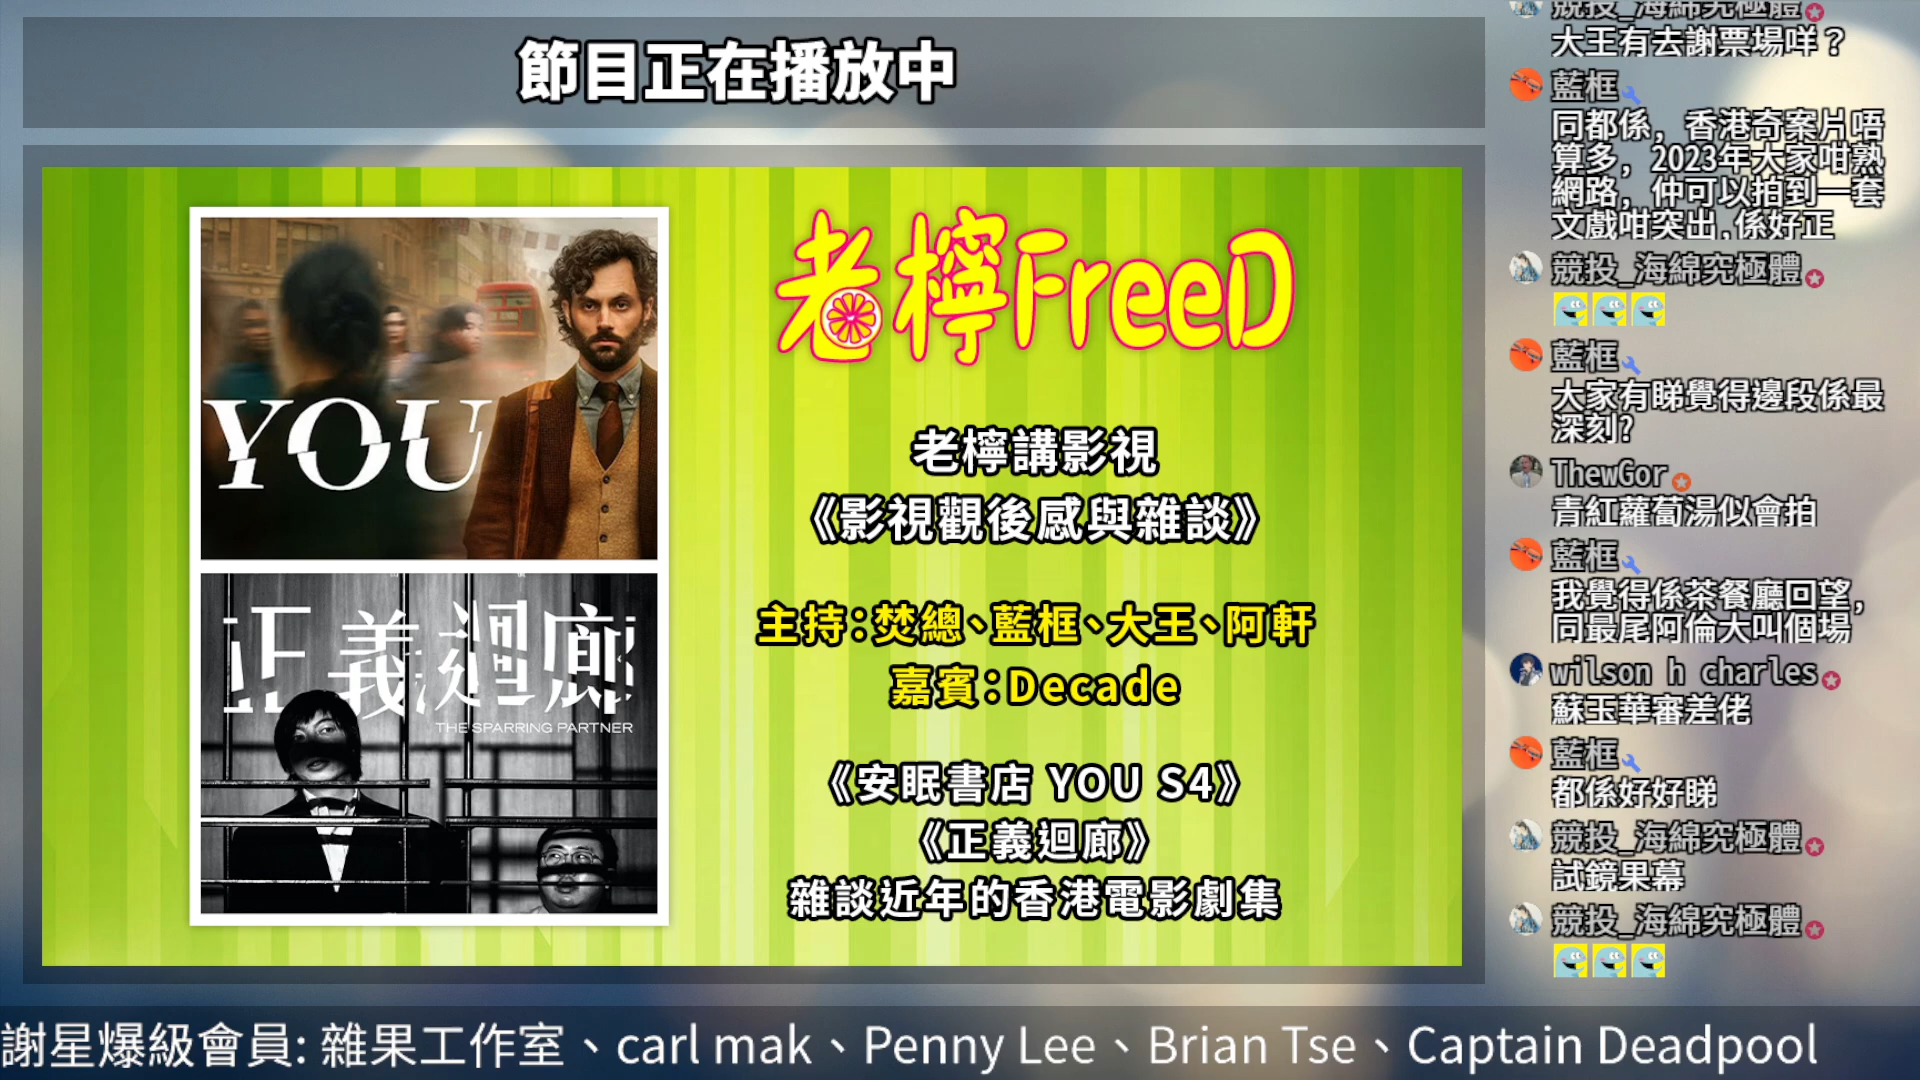 節目正在播放中
YOU
正義迴廊
THE SPARRING PARTNER
老檸FreeD
老檸講影視
《影視觀後感與雜談》
主持：焚總、藍框、大王、阿軒
嘉賓：Decade
《安眠書店 YOU S4》
《正義迴廊》
雜談近年的香港電影劇集
競投_海綿究極體
大王有去謝票場咩？
藍框
同都係，香港奇案片唔
算多，2023年大家咁熟
網路，仲可以拍到一套
文戲咁突出,係好正
競投_海綿究極體
藍框
大家有睇覺得邊段係最
深刻?
ThewGor
青紅蘿蔔湯似會拍
藍框
我覺得係茶餐廳回望，
同最尾阿倫大叫個場
wilson h charles
蘇玉華審差佬
藍框
都係好好睇
競投_海綿究極體
試鏡果幕
競投_海綿究極體
謝星爆級會員: 雜果工作室、carl mak、Penny Lee、Brian Tse、Captain Deadpool